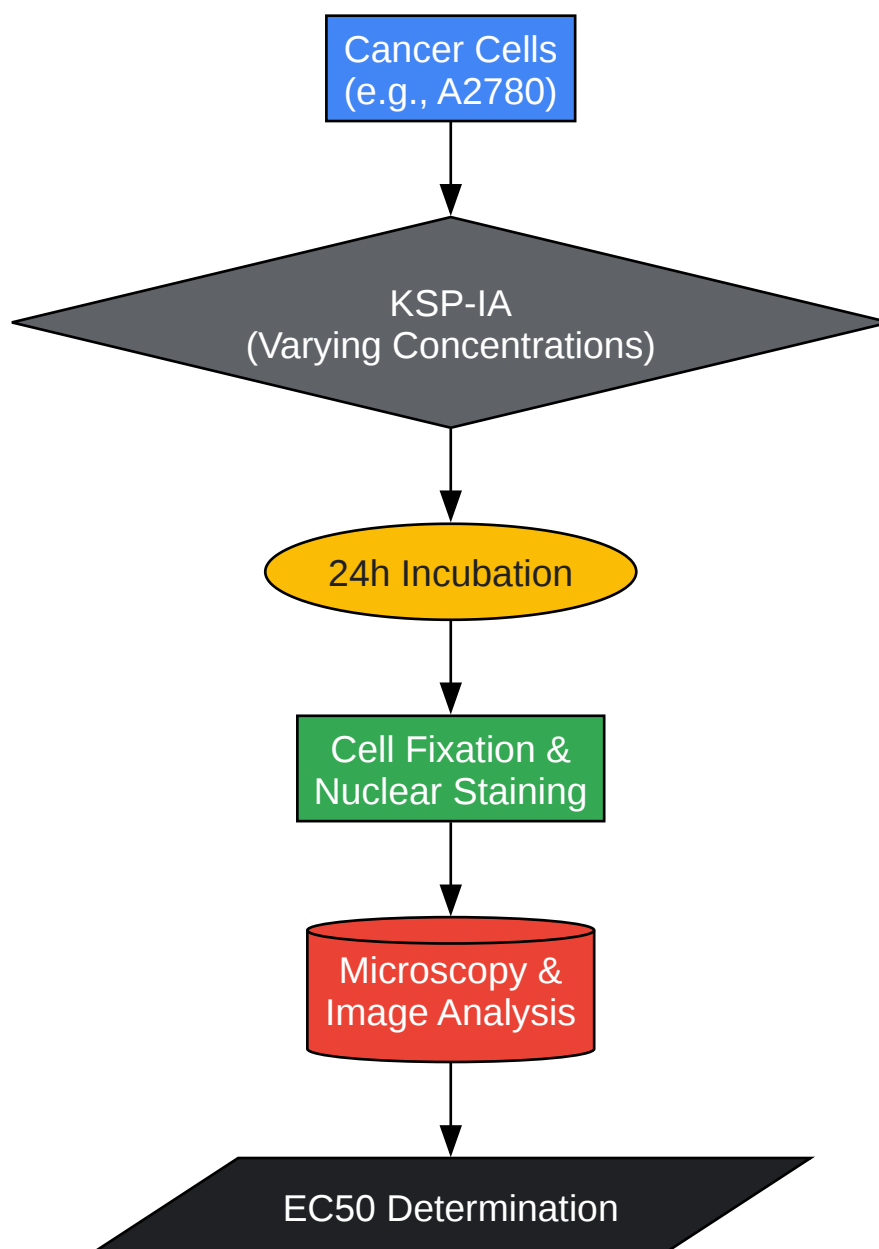 Cancer Cells
(e.g., A2780)
KSP-IA
(Varying Concentrations)
24h Incubation
Cell Fixation &
Nuclear Staining
Microscopy &
Image Analysis
EC50 Determination